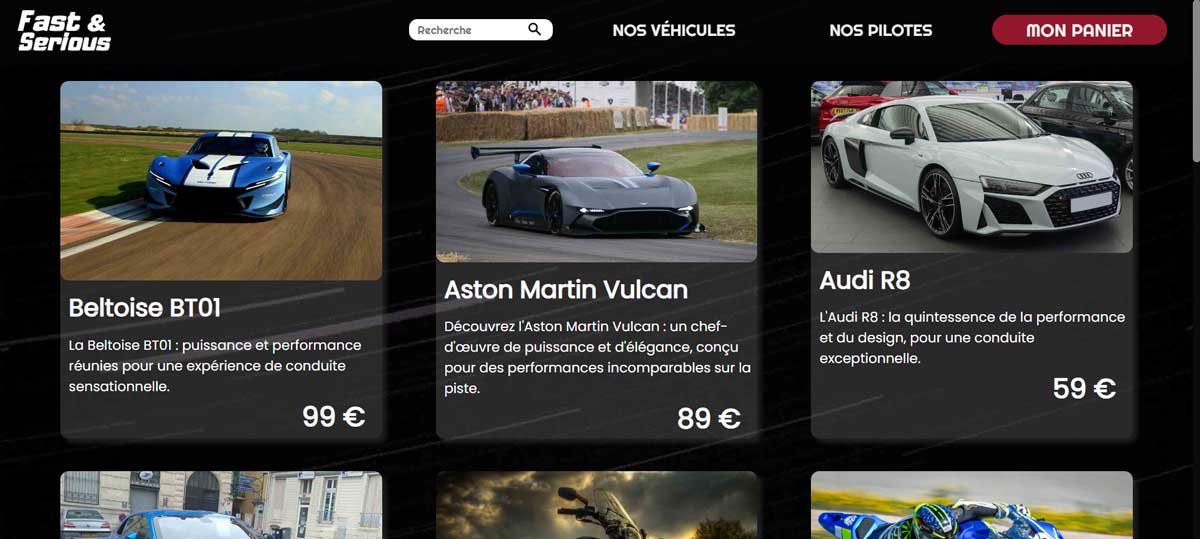 Fast &
Serious
Recherche
NOS VÉHICULES
NOS PILOTES
MON PANIER
Beltoise BT01
La Beltoise BT01 : puissance et performance
réunies pour une expérience de conduite
sensationnelle.
99 €
Aston Martin Vulcan
Découvrez l'Aston Martin Vulcan : un chef-
d'œuvre de puissance et d'élégance, conçu
pour des performances incomparables sur la
piste.
89 €
Audi R8
L'Audi R8 : la quintessence de la performance
et du design, pour une conduite
exceptionnelle.
59 €